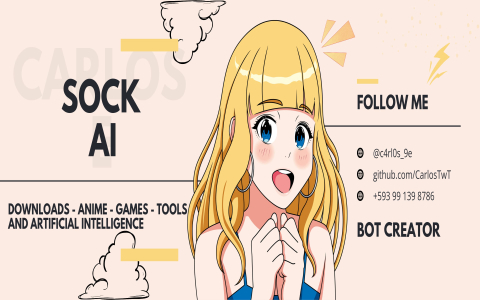 CARLOS
SOCK
AI
DOWNLOADS - ANIME - GAMES - TOOLS
AND ARTIFICIAL INTELLIGENCE
FOLLOW ME
@c4rl0s_9e
github.com/CarlosTwT
+593 99 139 8786
BOT CREATOR